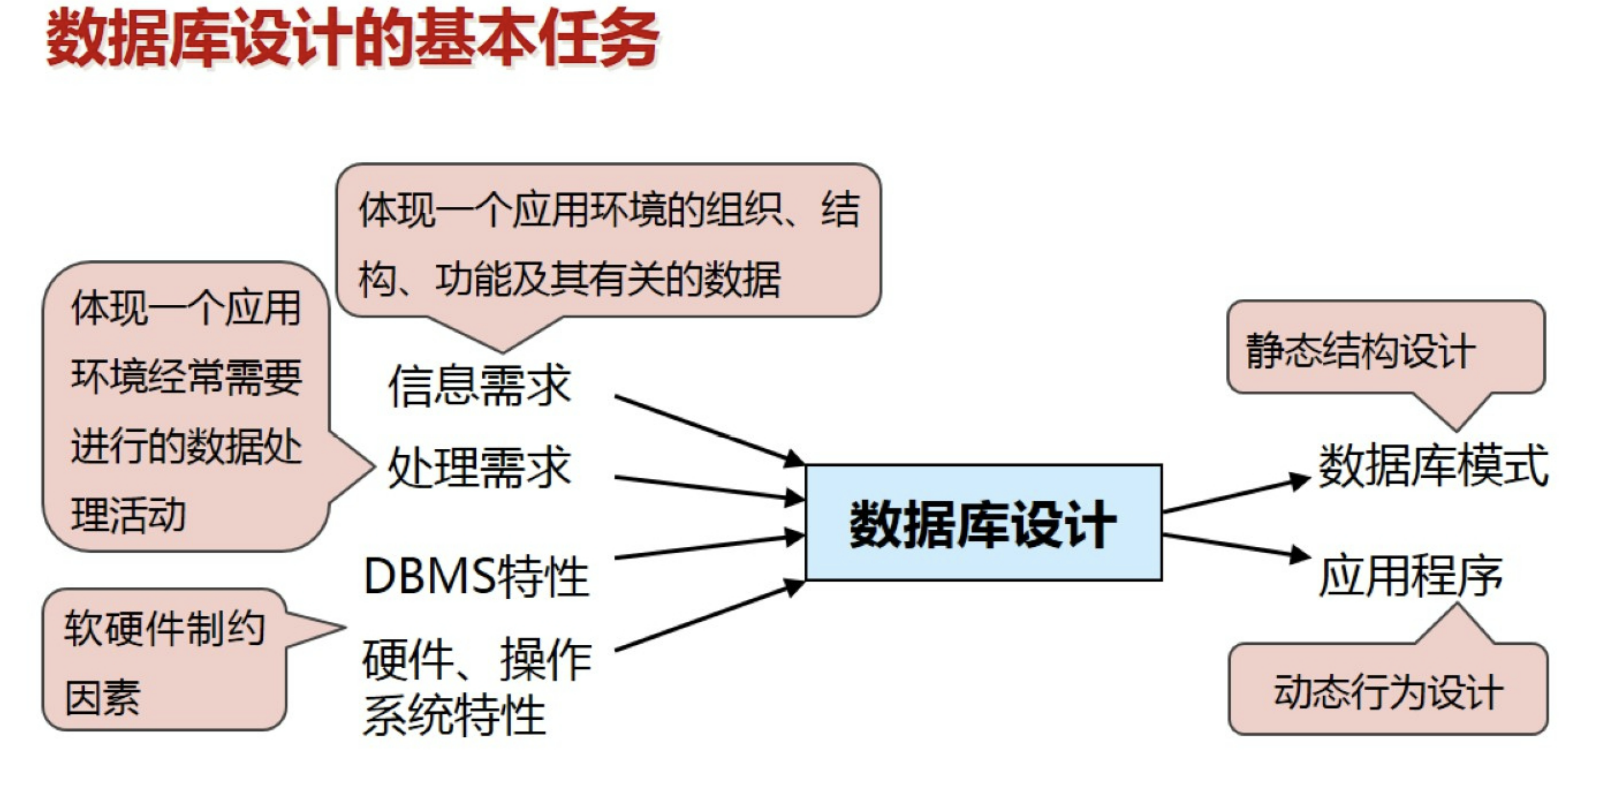 数据库设计的基本任务
体现一个应用环境的组织、结
构、功能及其有关的数据
体现一个应用
环境经常需要
进行的数据处
理活动
软硬件制约
因素
信息需求
处理需求
DBMS特性
硬件、操作
系统特性
数据库设计
静态结构设计
数据库模式
应用程序
动态行为设计